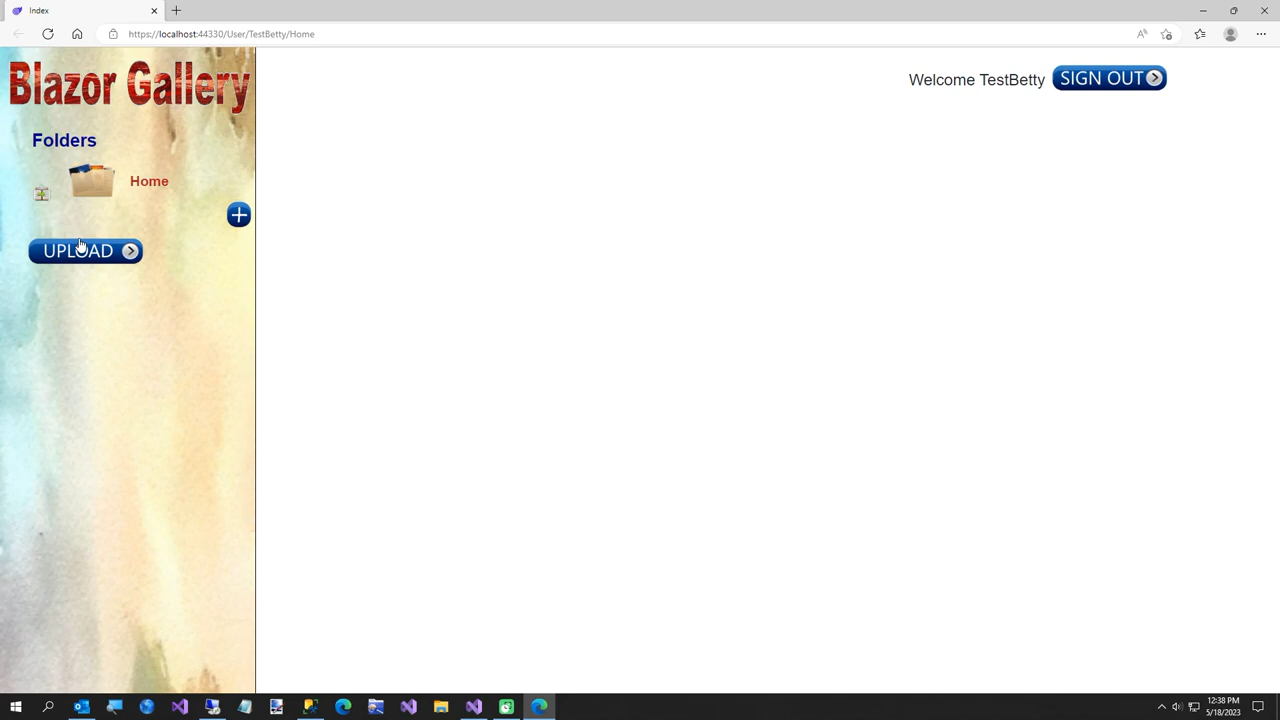 Index
https://localhost:44330/User/TestBetty/Home
Blazor Gallery
Welcome TestBetty
SIGN OUT
Folders
Home
UPLOAD
12:38 PM
5/18/2023